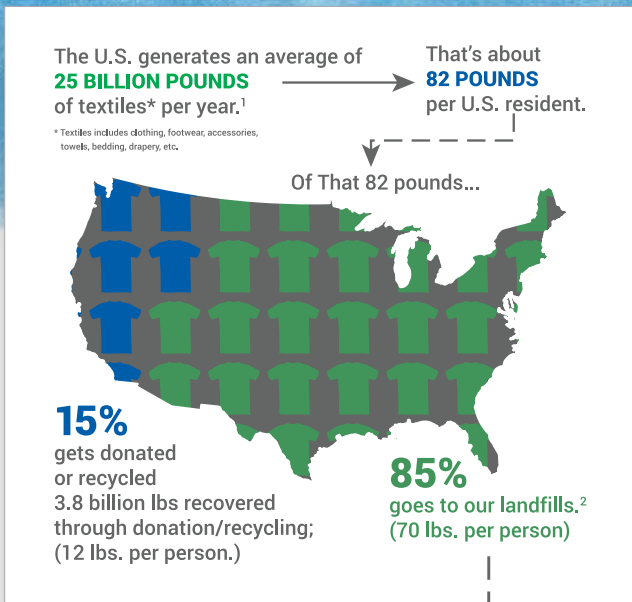 The U.S. generates an average of
25 BILLION POUNDS
of textiles* per year.1
* Textiles includes clothing, footwear, accessories,
towels, bedding, drapery, etc.
That's about
82 POUNDS
per U.S. resident.
Of That 82 pounds...
15%
gets donated
or recycled
3.8 billion lbs recovered
through donation/recycling;
(12 lbs. per person.)
85%
goes to our landfills.2
(70 lbs. per person)